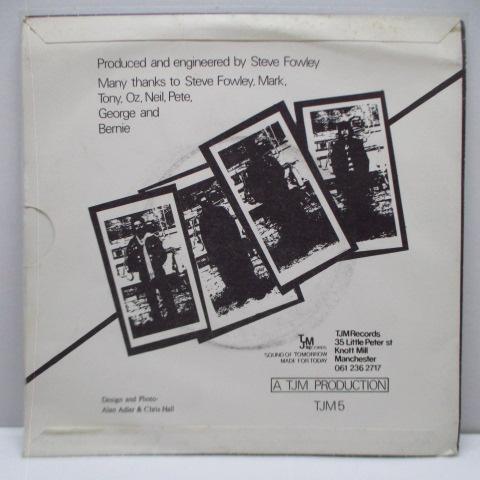 Produced and engineered by Steve Fowley
Many thanks to Steve Fowley, Mark,
Tony, Oz, Neil, Pete,
George and
Bernie
TJM
records
SOUND OF TOMORROW
MADE FOR TODAY
TJM Records
35 Little Peter st
Knott Mill
Manchester
061 236 2717
A TJM PRODUCTION
TJM 5
Design and Photo-
Alan Adler & Chris Hall